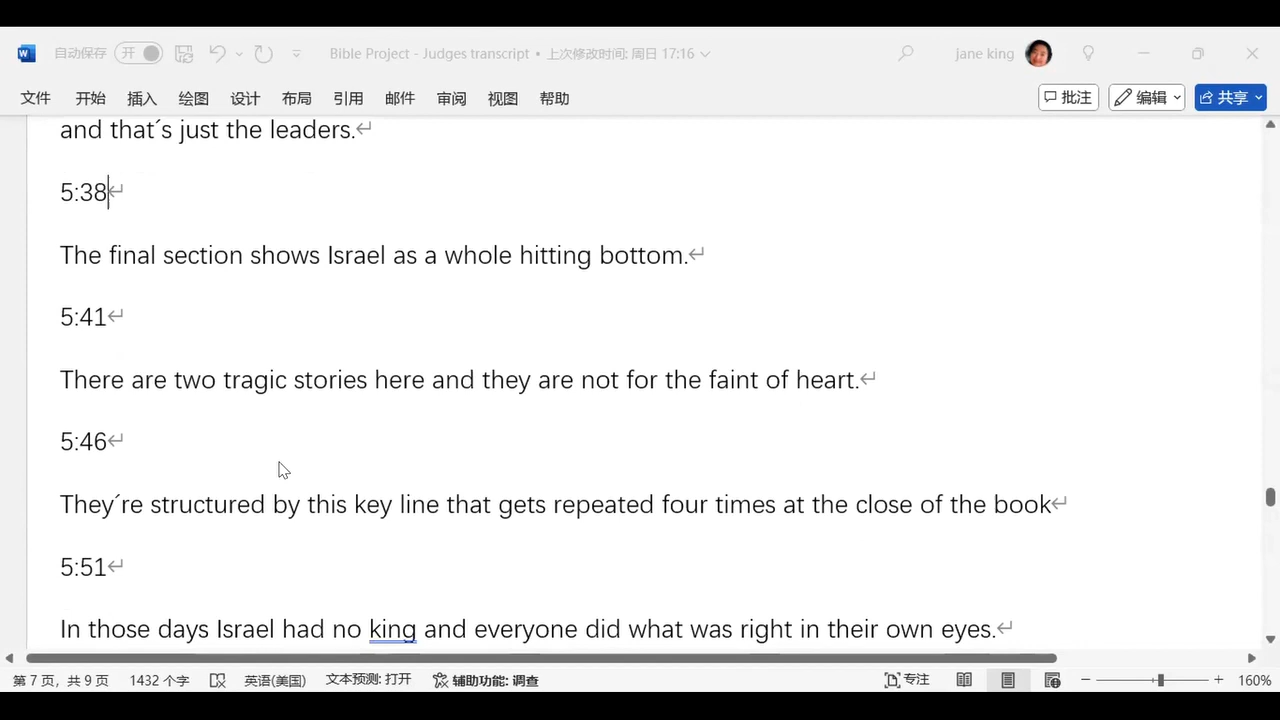 自动保存 开 Bible Project - Judges transcript • 上次修改时间: 周日 17:16 jane king
文件 开始 插入 绘图 设计 布局 引用 邮件 审阅 视图 帮助 批注 编辑 共享
and that´s just the leaders.↵
5:38↵
The final section shows Israel as a whole hitting bottom.↵
5:41↵
There are two tragic stories here and they are not for the faint of heart.↵
5:46↵
They´re structured by this key line that gets repeated four times at the close of the book↵
5:51↵
In those days Israel had no king and everyone did what was right in their own eyes.↵
第 7 页，共 9 页 1432 个字 英语(美国) 文本预测: 打开 辅助功能: 调查 专注 160%